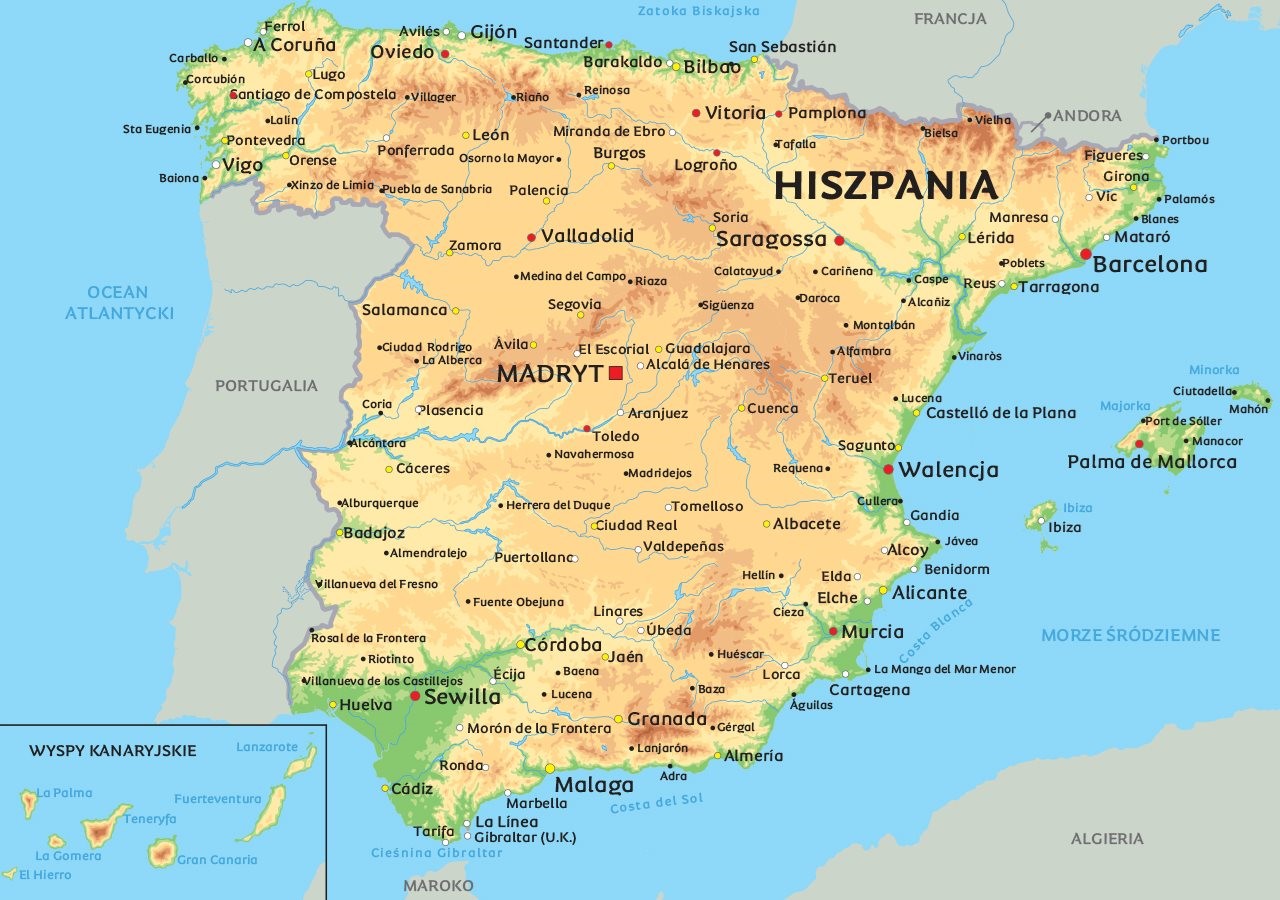 Zatoka Biskajska
FRANCJA
Ferrol
A Coruña
Avilés
Gijón
Oviedo
Santander
San Sebastián
Barakaldo
Bilbao
Carballo
Corcubión
Lugo
Santiago de Compostela
Villager
Riaño
Reinosa
Vitoria
Pamplona
Vielha
ANDORA
Lalín
Sta Eugenia
Pontevedra
León
Miranda de Ebro
Bielsa
Portbou
Tafalla
Ponferrada
Osorno la Mayor
Burgos
Logroño
Figueres
Vigo
Orense
Baiona
Xinzo de Limia
Puebla de Sanabria
Palencia
HISZPANIA
Girona
Vic
Palamós
Soria
Manresa
Blanes
Zamora
Valladolid
Saragossa
Lérida
Mataró
Barcelona
Medina del Campo
Riaza
Calatayud
Cariñena
Poblets
Caspe
Reus
Tarragona
OCEAN
ATLANTYCKI
Salamanca
Segovia
Sigüenza
Daroca
Alcañiz
Montalbán
Ciudad Rodrigo
La Alberca
Àvila
El Escorial
Guadalajara
Alfambra
Vinaròs
Alcalá de Henares
MADRYT
PORTUGALIA
Teruel
Minorka
Ciutadella
Mahón
Coria
Plasencia
Aranjuez
Cuenca
Lucena
Castelló de la Plana
Majorka
Port de Sóller
Alcántara
Toledo
Sagunto
Manacor
Navahermosa
Palma de Mallorca
Cáceres
Madridejos
Requena
Walencja
Alburquerque
Herrera del Duque
Tomelloso
Cullera
Gandia
Ibiza
Ibiza
Badajoz
Ciudad Real
Albacete
Almendralejo
Puertollano
Valdepeñas
Alcoy
Jávea
Benidorm
Villanueva del Fresno
Hellín
Elda
Alicante
Fuente Obejuna
Linares
Cieza
Elche
Costa Blanca
Rosal de la Frontera
Úbeda
Murcia
MORZE ŚRÓDZIEMNE
Córdoba
Riotinto
Jaén
Huéscar
Villanueva de los Castillejos
Écija
Baena
Lorca
La Manga del Mar Menor
Sewilla
Lucena
Baza
Cartagena
Huelva
Águilas
Morón de la Frontera
Granada
Gérgal
Lanjarón
Almería
Ronda
Adra
Cádiz
Malaga
Marbella
Costa del Sol
La Línea
Tarifa
Gibraltar (U.K.)
Cieśnina Gibraltar
MAROKO
ALGIERIA
WYSPY KANARYJSKIE
Lanzarote
La Palma
Fuerteventura
Teneryfa
La Gomera
Gran Canaria
El Hierro